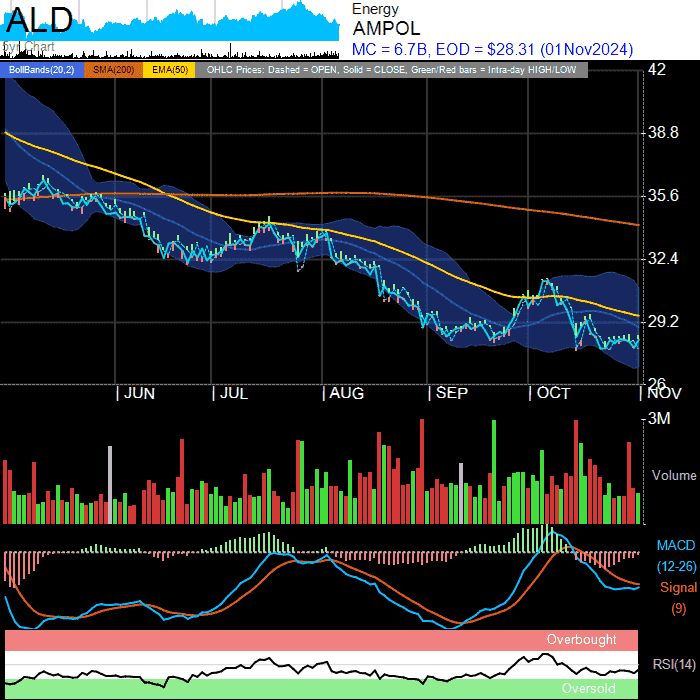 ALD
5yr Chart
Energy
AMPOL
MC = 6.7B, EOD = $28.31 (01Nov2024)
BollBands(20,2) SMA(200) EMA(50) OHLC Prices: Dashed = OPEN, Solid = CLOSE, Green/Red bars = Intra-day HIGH/LOW
42
38.8
35.6
32.4
29.2
26
JUN JUL AUG SEP OCT NOV
3M
Volume
MACD
(12-26)
Signal
(9)
Overbought
RSI(14)
Oversold